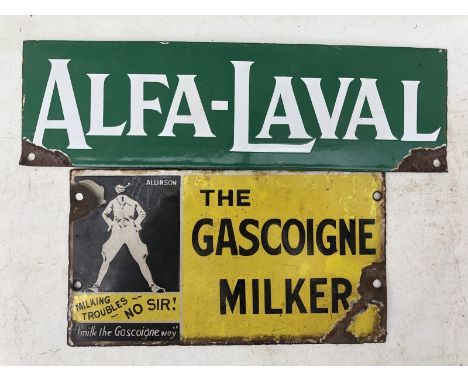 ALFA-LAVAL
ALLINSON
THE
GASCOIGNE
MILKER
MILKING
TROUBLES ~
~ NO SIR!
"I milk the Gascoigne way"